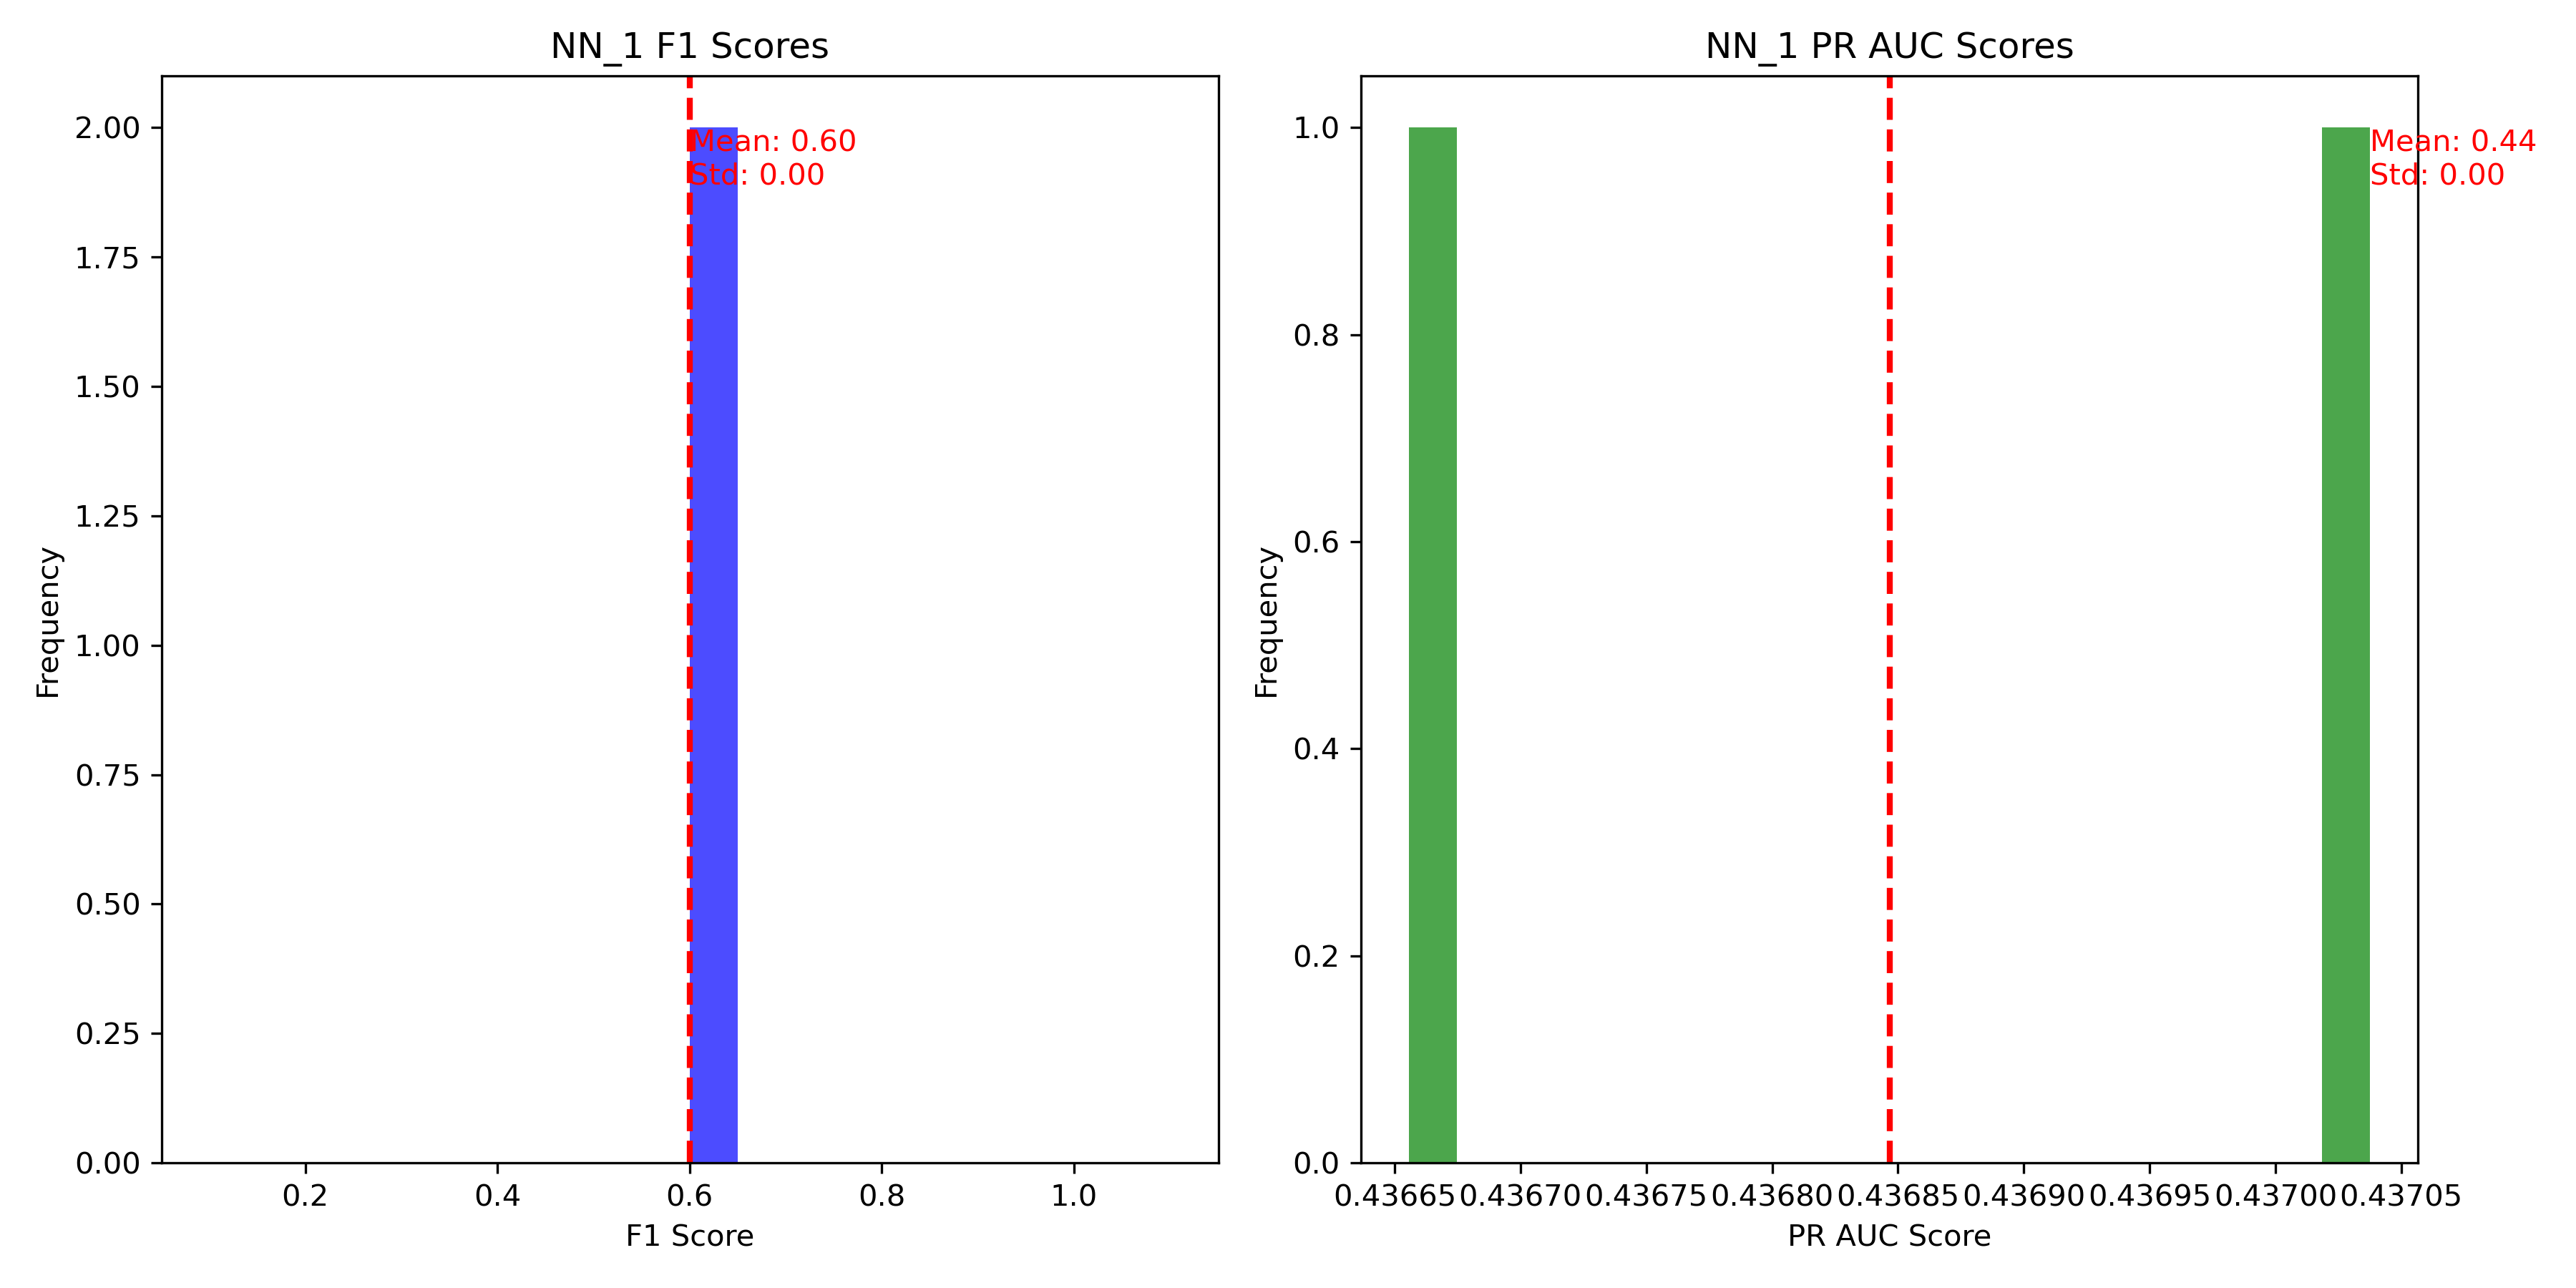 NN_1 F1 Scores
2.00
1.75
1.50
1.25
1.00
0.75
0.50
0.25
0.00
Frequency
Mean: 0.60
Std: 0.00
0.2 0.4 0.6 0.8 1.0
F1 Score
NN_1 PR AUC Scores
1.0
0.8
0.6
0.4
0.2
0.0
Frequency
Mean: 0.44
Std: 0.00
0.43665 0.43670 0.43675 0.43680 0.43685 0.43690 0.43695 0.43700 0.43705
PR AUC Score